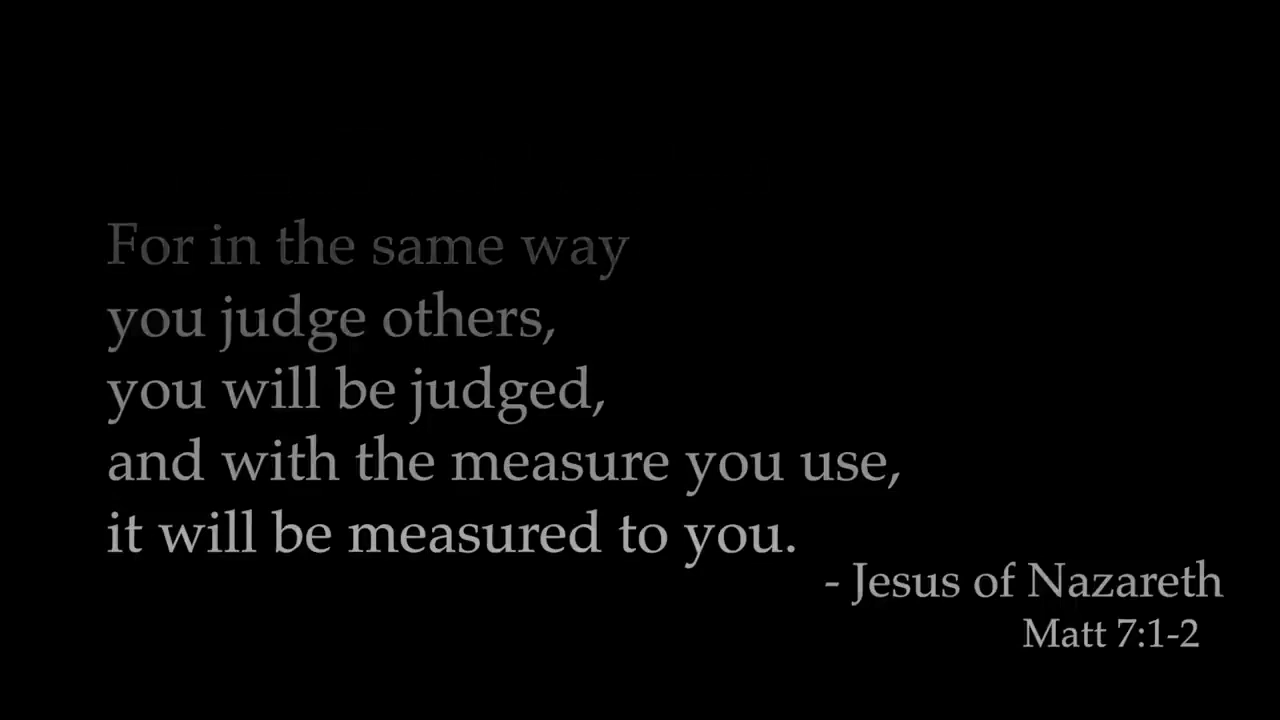 For in the same way
you judge others,
you will be judged,
and with the measure you use,
it will be measured to you.
- Jesus of Nazareth
Matt 7:1-2